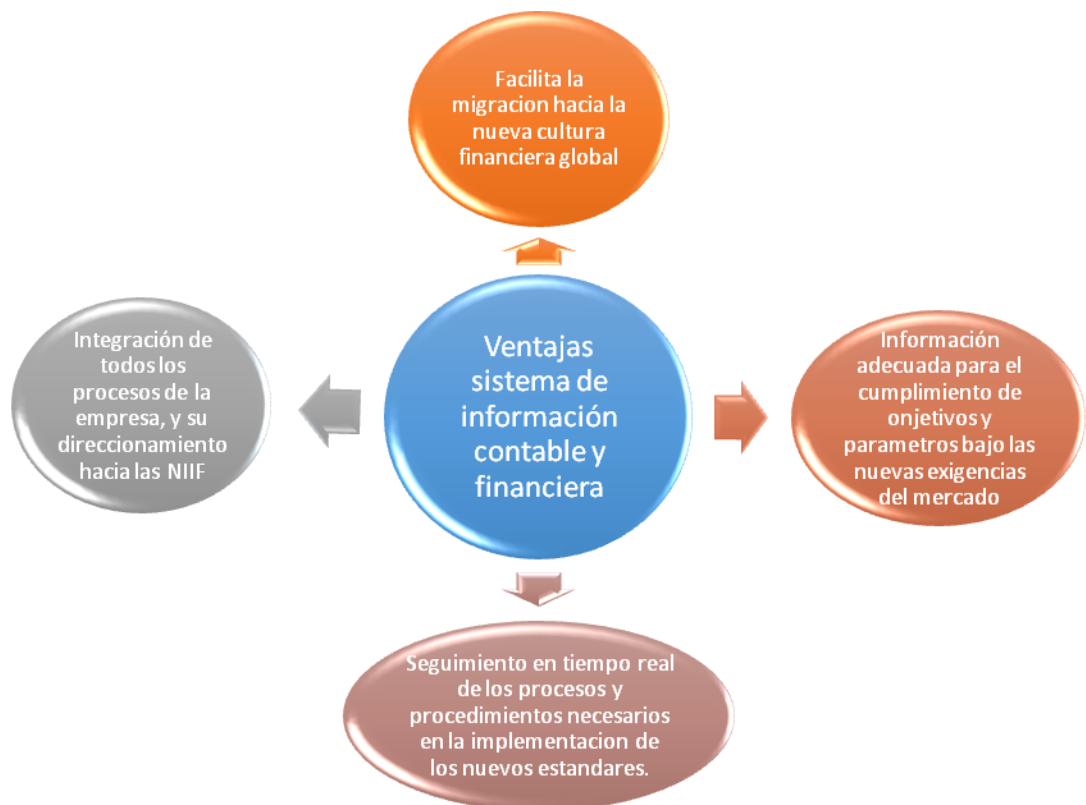 Facilita la
migracion hacia la
nueva cultura
financiera global
Integración de
todos los
procesos de la
empresa, y su
direccionamiento
hacia las NIIF
Ventajas
sistema de
información
contable y
financiera
Información
adecuada para el
cumplimiento de
onjetivos y
parametros bajo las
nuevas exigencias
del mercado
Seguimiento en tiempo real
de los procesos y
procedimientos necesarios
en la implementacion de
los nuevos estandares.